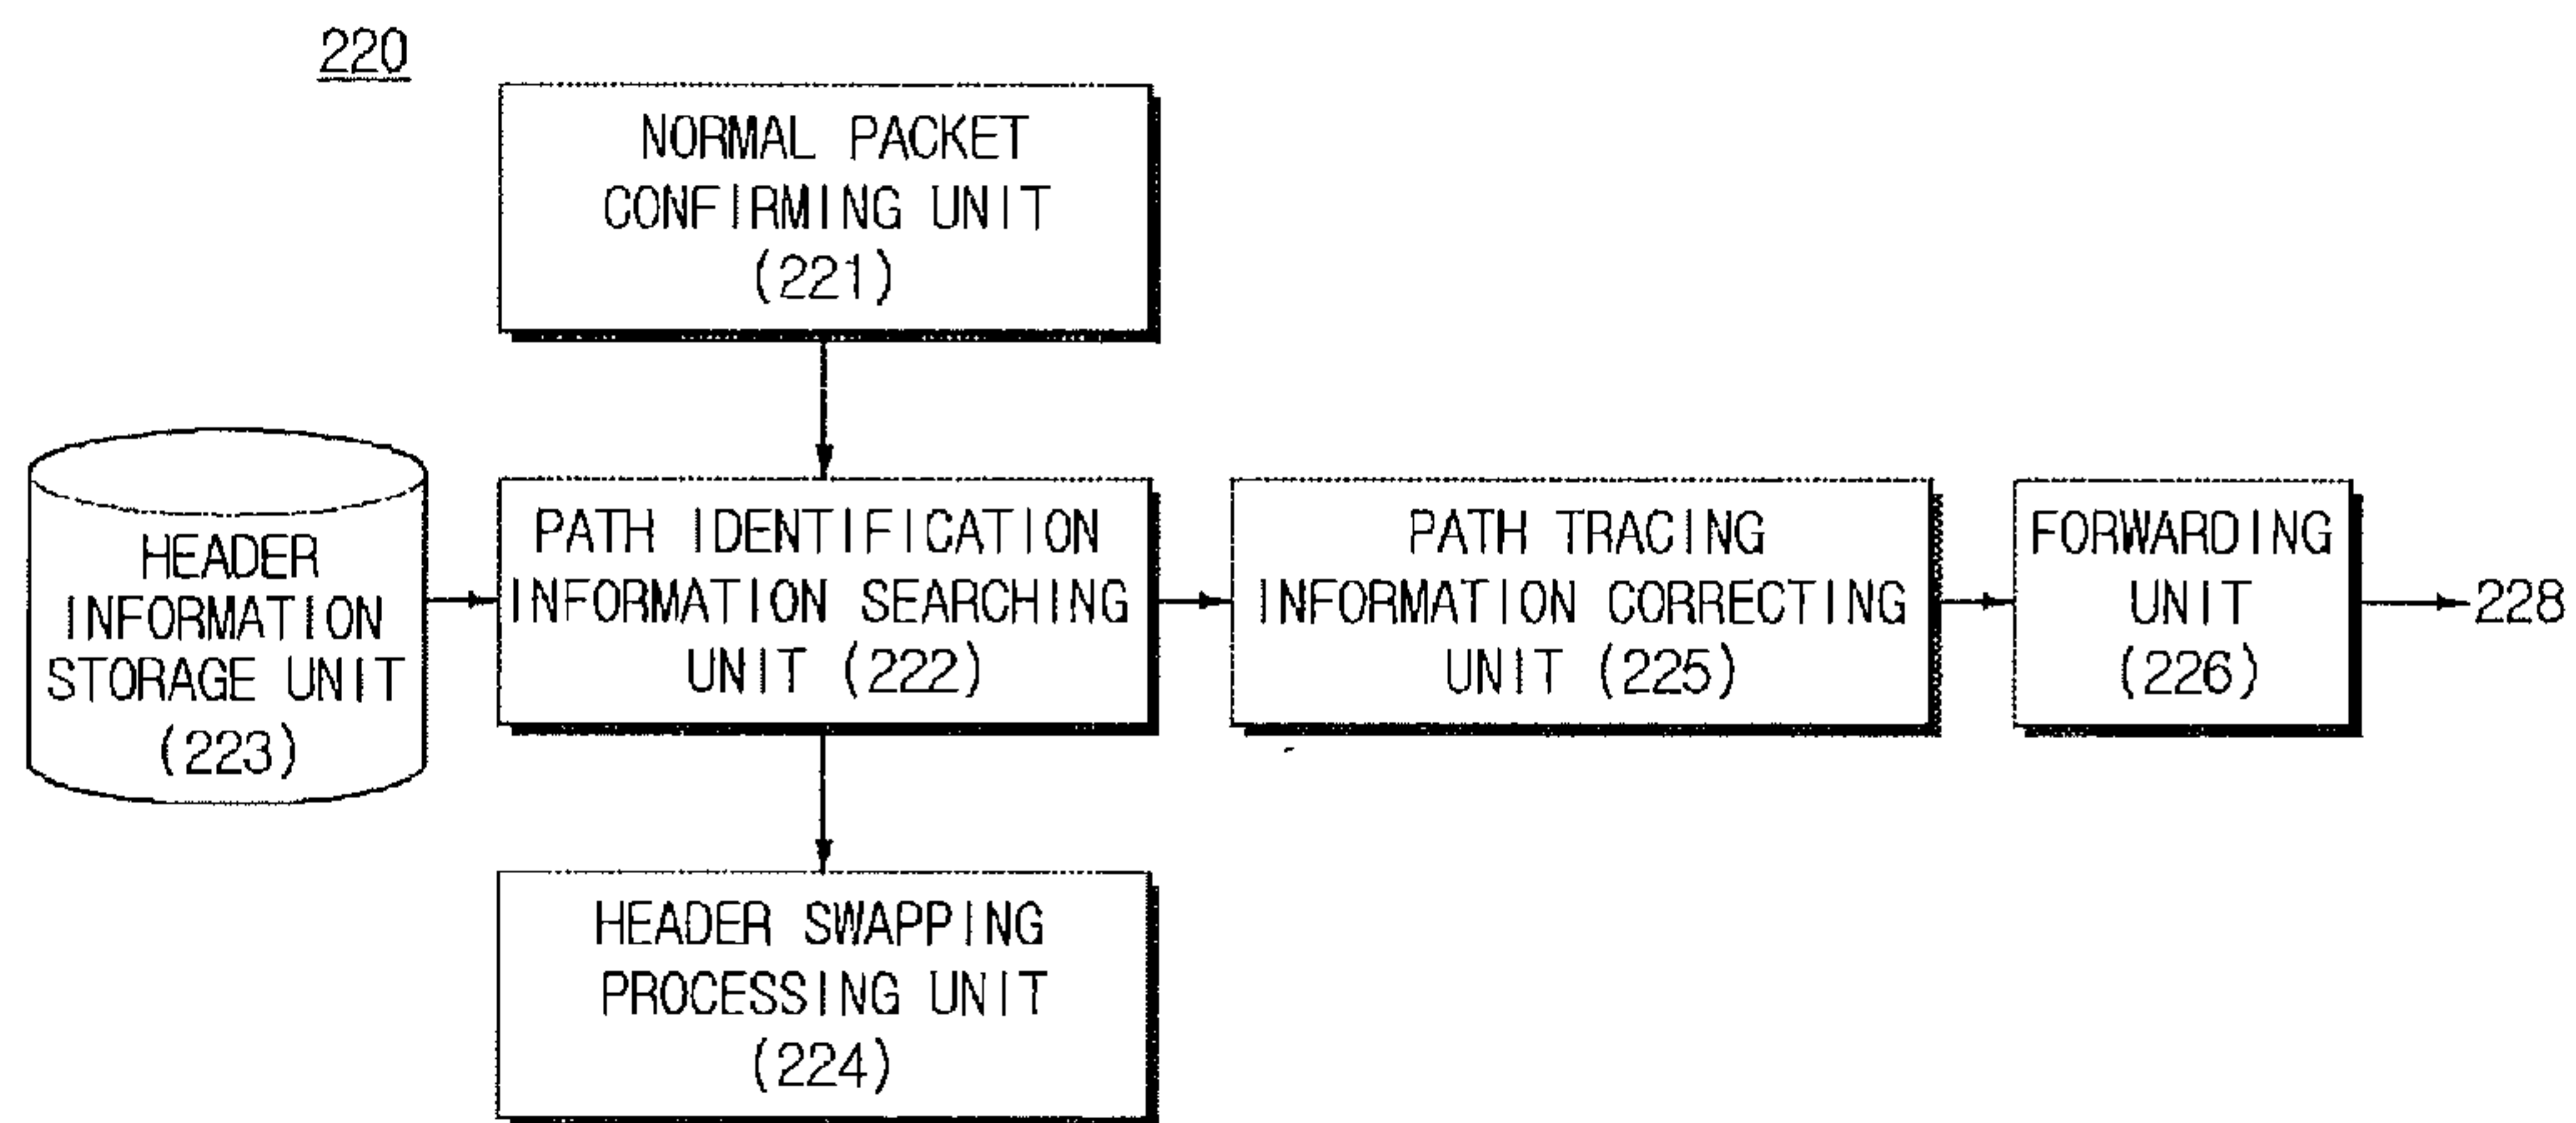 220
NORMAL PACKET
CONFIRMING UNIT
(221)
HEADER
INFORMATION
STORAGE UNIT
(223)
PATH IDENTIFICATION
INFORMATION SEARCHING
UNIT (222)
PATH TRACING
INFORMATION CORRECTING
UNIT (225)
FORWARDING
UNIT
(226)
228
HEADER SWAPPING
PROCESSING UNIT
(224)